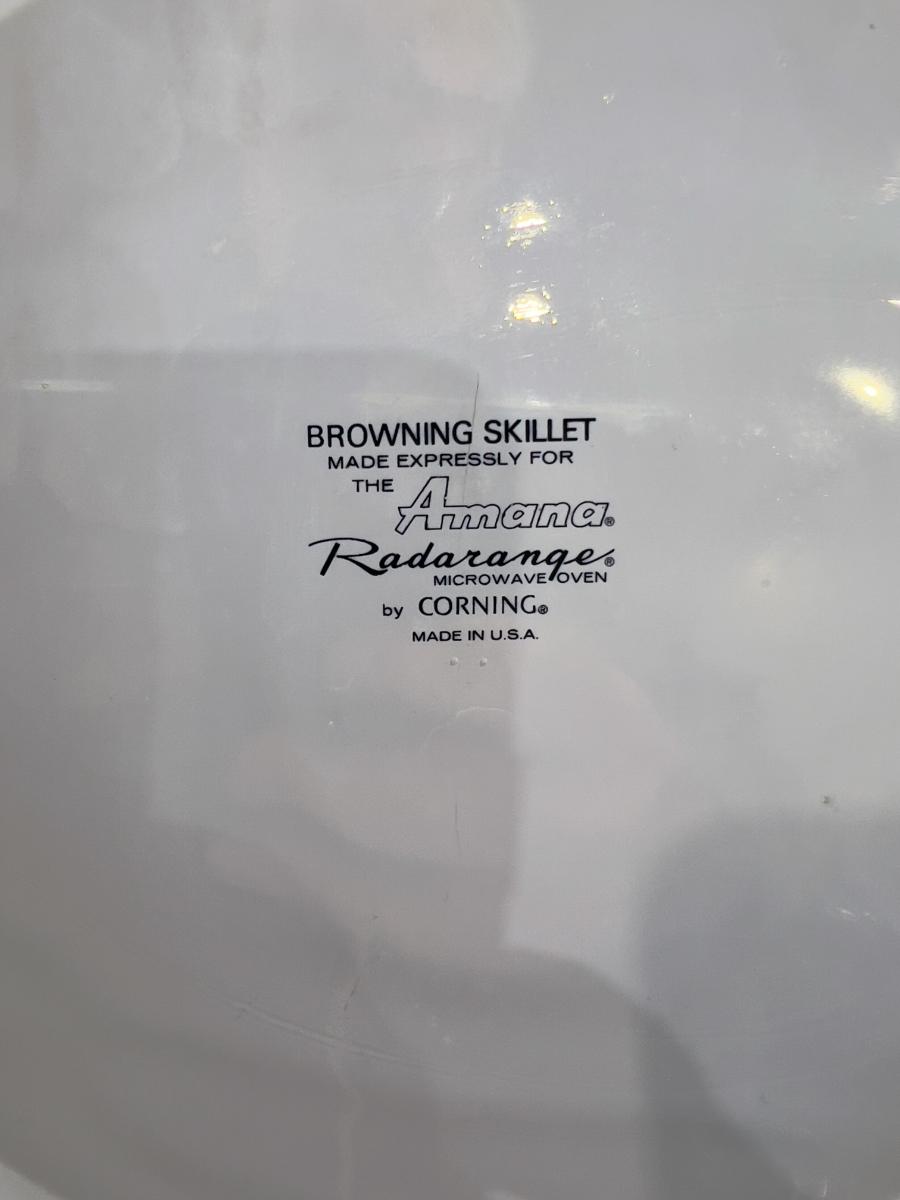 BROWNING SKILLET
MADE EXPRESSLY FOR
THE Amana®
Radarange®
MICROWAVE OVEN
by CORNING®
MADE IN U.S.A.